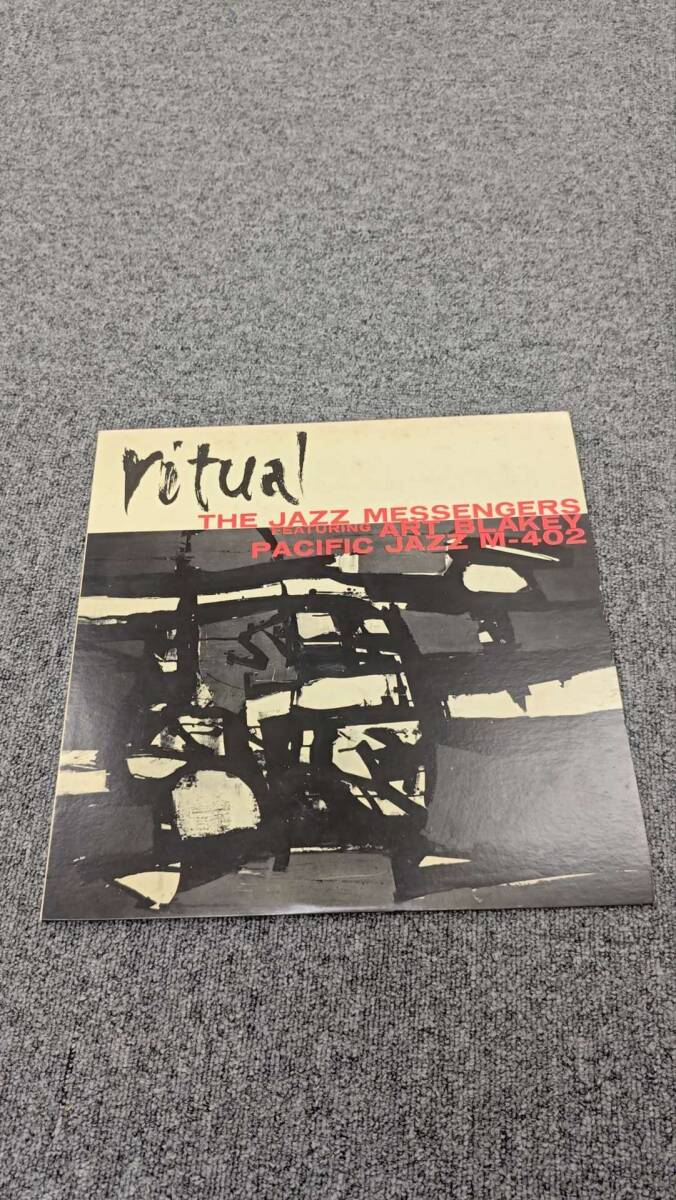 ritual
THE JAZZ MESSENGERS
FEATURING ART BLAKEY
PACIFIC JAZZ M-402